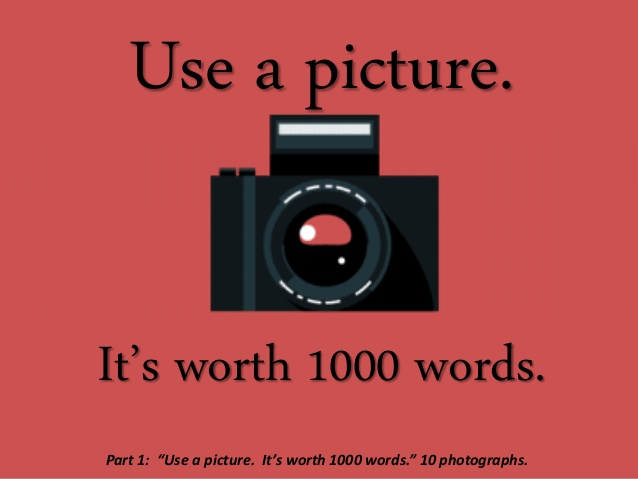 Use a picture.
It’s worth 1000 words.
Part 1:  “Use a picture.  It’s worth 1000 words.” 10 photographs.